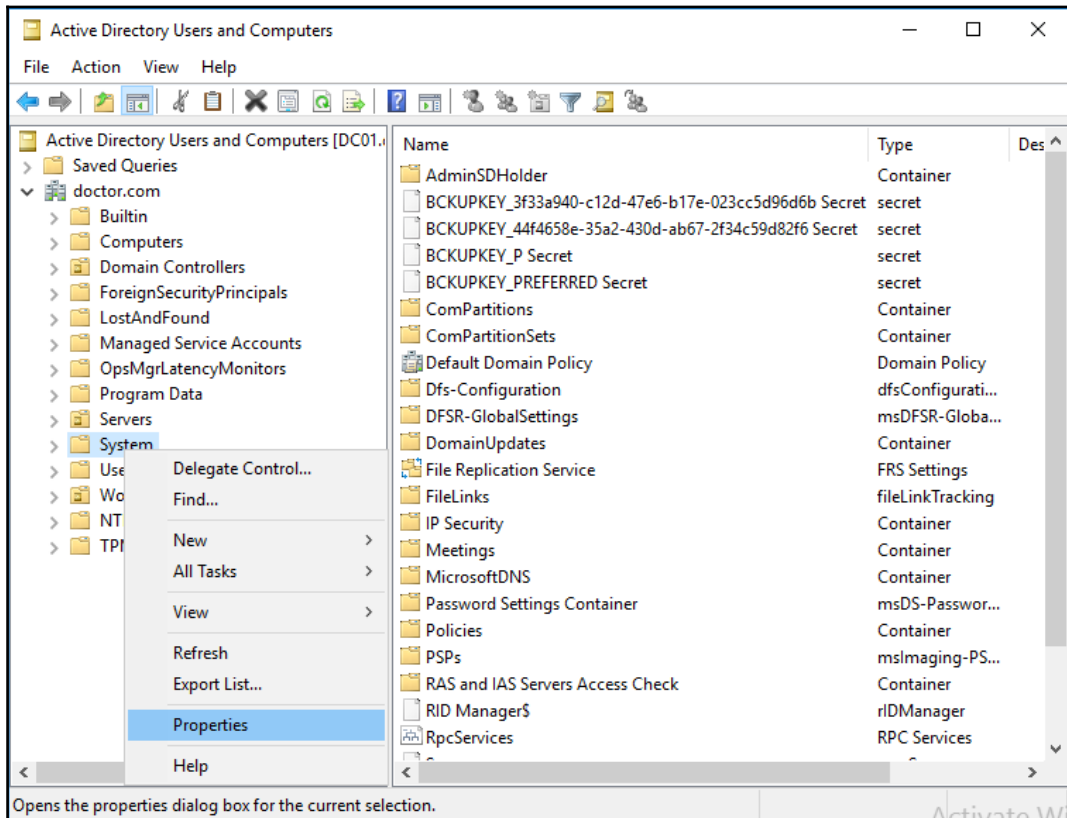 Active Directory Users and Computers
File Action View Help
Active Directory Users and Computers [DC01.
Saved Queries
doctor.com
Builtin
Computers
Domain Controllers
ForeignSecurityPrincipals
LostAndFound
Managed Service Accounts
OpsMgrLatencyMonitors
Program Data
Servers
System
Use
Wo
NT
TPM
Delegate Control...
Find...
New
All Tasks
View
Refresh
Export List...
Properties
Help
Name Type Des
AdminSDHolder Container
BCKUPKEY_3f33a940-c12d-47e6-b17e-023cc5d96d6b Secret secret
BCKUPKEY_44f4658e-35a2-430d-ab67-2f34c59d82f6 Secret secret
BCKUPKEY_P Secret secret
BCKUPKEY_PREFERRED Secret secret
ComPartitions Container
ComPartitionSets Container
Default Domain Policy Domain Policy
Dfs-Configuration dfsConfigurati...
DFSR-GlobalSettings msDFSR-Globa...
DomainUpdates Container
File Replication Service FRS Settings
FileLinks fileLinkTracking
IP Security Container
Meetings Container
MicrosoftDNS Container
Password Settings Container msDS-Passwor...
Policies Container
PSPs msImaging-PS...
RAS and IAS Servers Access Check Container
RID Manager$ rIDManager
RpcServices RPC Services
Opens the properties dialog box for the current selection.
Activate Wi